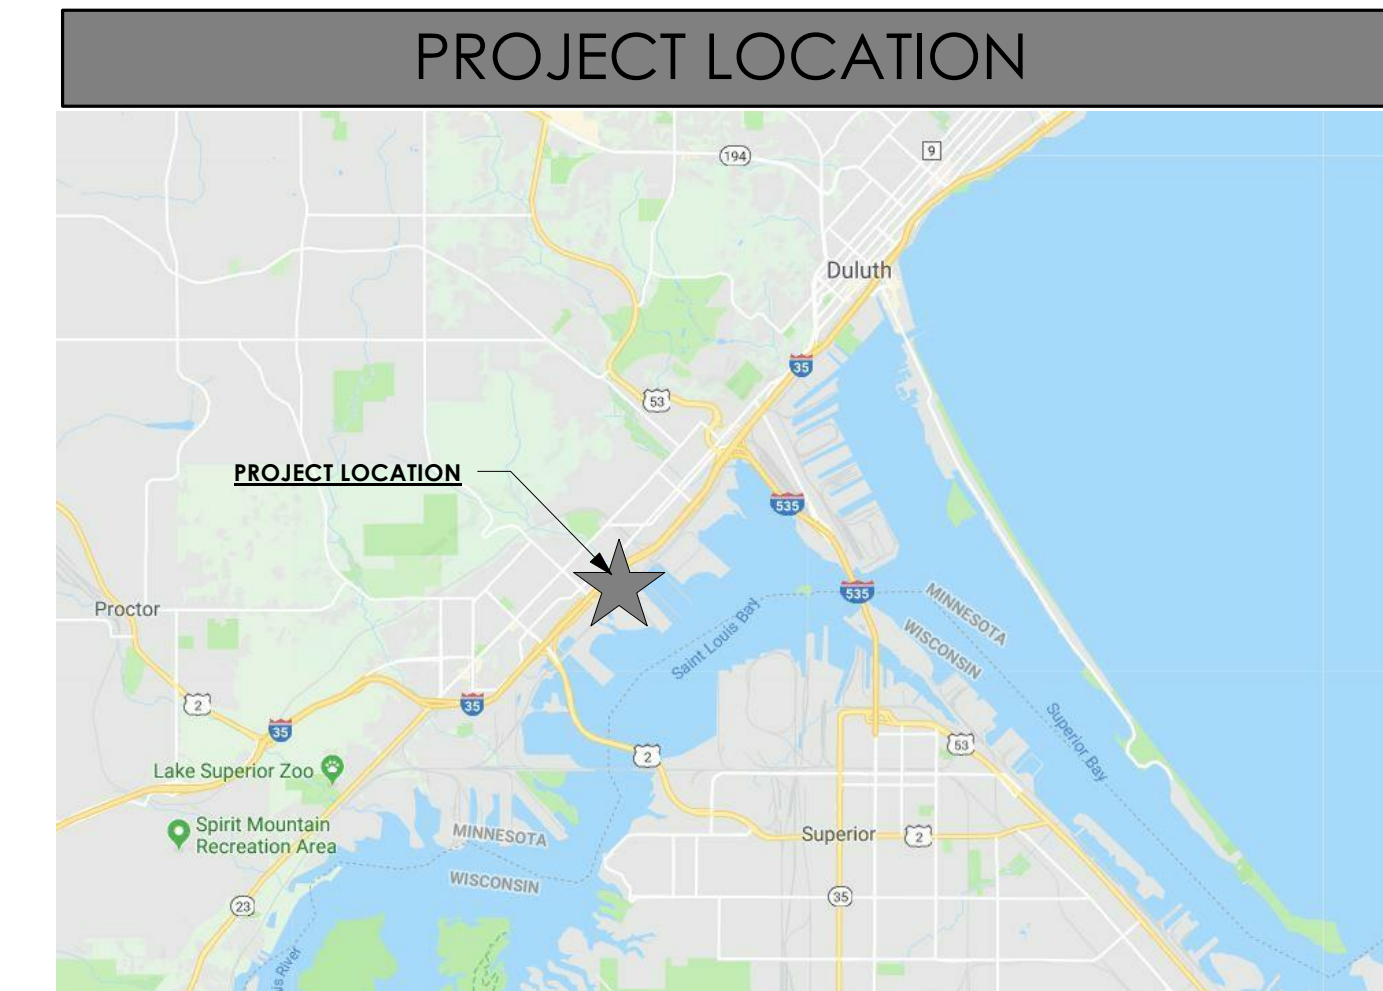 PROJECT LOCATION
194
9
Duluth
35
53
PROJECT LOCATION
535
535
MINNESOTA
WISCONSIN
Saint Louis Bay
Proctor
2
35
35
Superior Bay
53
2
Lake Superior Zoo
Spirit Mountain
Recreation Area
MINNESOTA
WISCONSIN
Superior
2
35
23
River